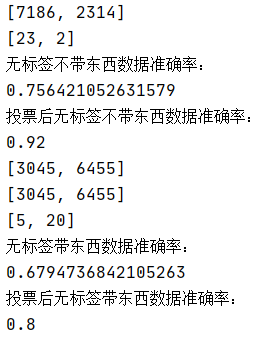 [7186, 2314]
[23, 2]
无标签不带东西数据准确率：
0.756421052631579
投票后无标签不带东西数据准确率：
0.92
[3045, 6455]
[3045, 6455]
[5, 20]
无标签带东西数据准确率：
0.6794736842105263
投票后无标签带东西数据准确率：
0.8